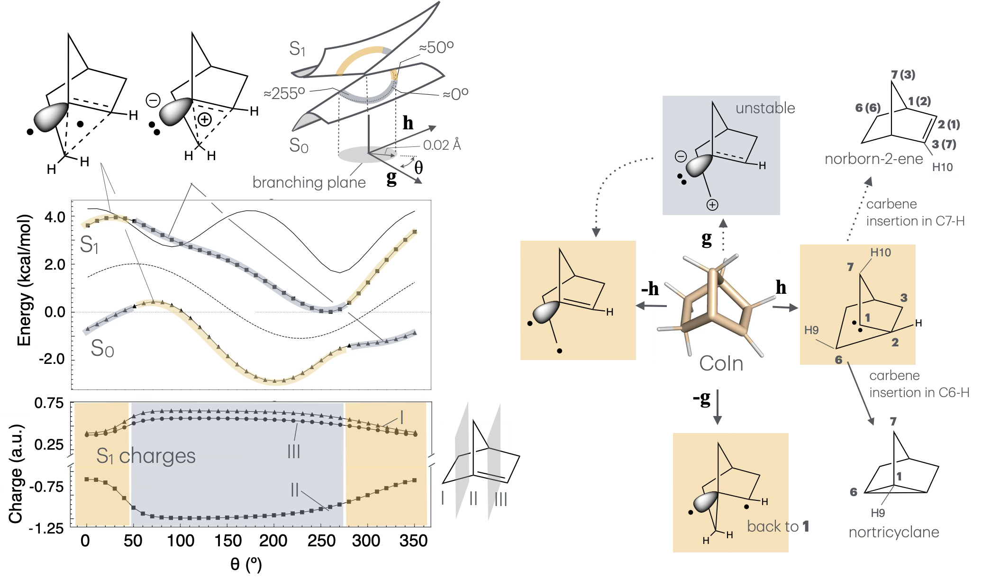 H
H
H
−
+
H
H
H
S1
≈50º
≈255º
≈0º
S0
h
0.02 Å
θ
g
branching plane
Energy (kcal/mol)
4.0
2.0
0.0
-2.0
S1
S0
Charge (a.u.)
0.75
0.25
-0.75
-1.25
S1 charges
I
III
II
0
50
100
150
200
250
300
350
θ (º)
I
II
III
unstable
−
H
+
g
-h
H
h
CoIn
-g
H
H
H
back to 1
7 (3)
1 (2)
6 (6)
2 (1)
3 (7)
norborn-2-ene
H10
carbene
insertion in C7-H
H10
7
3
1
H
H9
2
6
carbene
insertion in C6-H
7
1
6
H9
nortricyclane